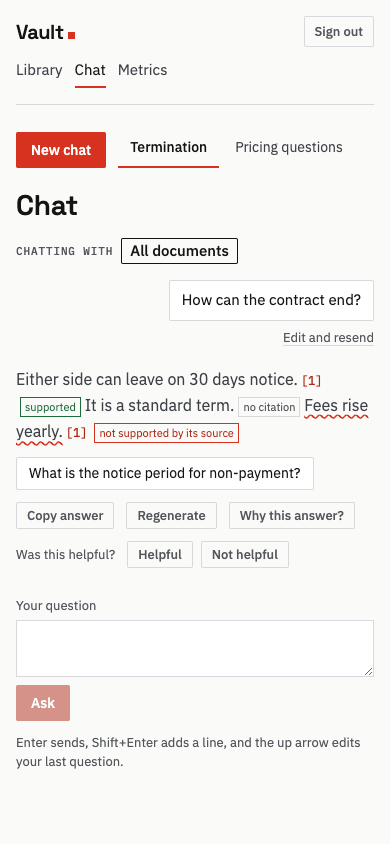 Vault
Sign out
Library Chat Metrics
New chat Termination Pricing questions
Chat
CHATTING WITH All documents
How can the contract end?
Edit and resend
Either side can leave on 30 days notice. [1]
supported It is a standard term. no citation Fees rise
yearly. [1] not supported by its source
What is the notice period for non-payment?
Copy answer Regenerate Why this answer?
Was this helpful? Helpful Not helpful
Your question
Ask
Enter sends, Shift+Enter adds a line, and the up arrow edits
your last question.